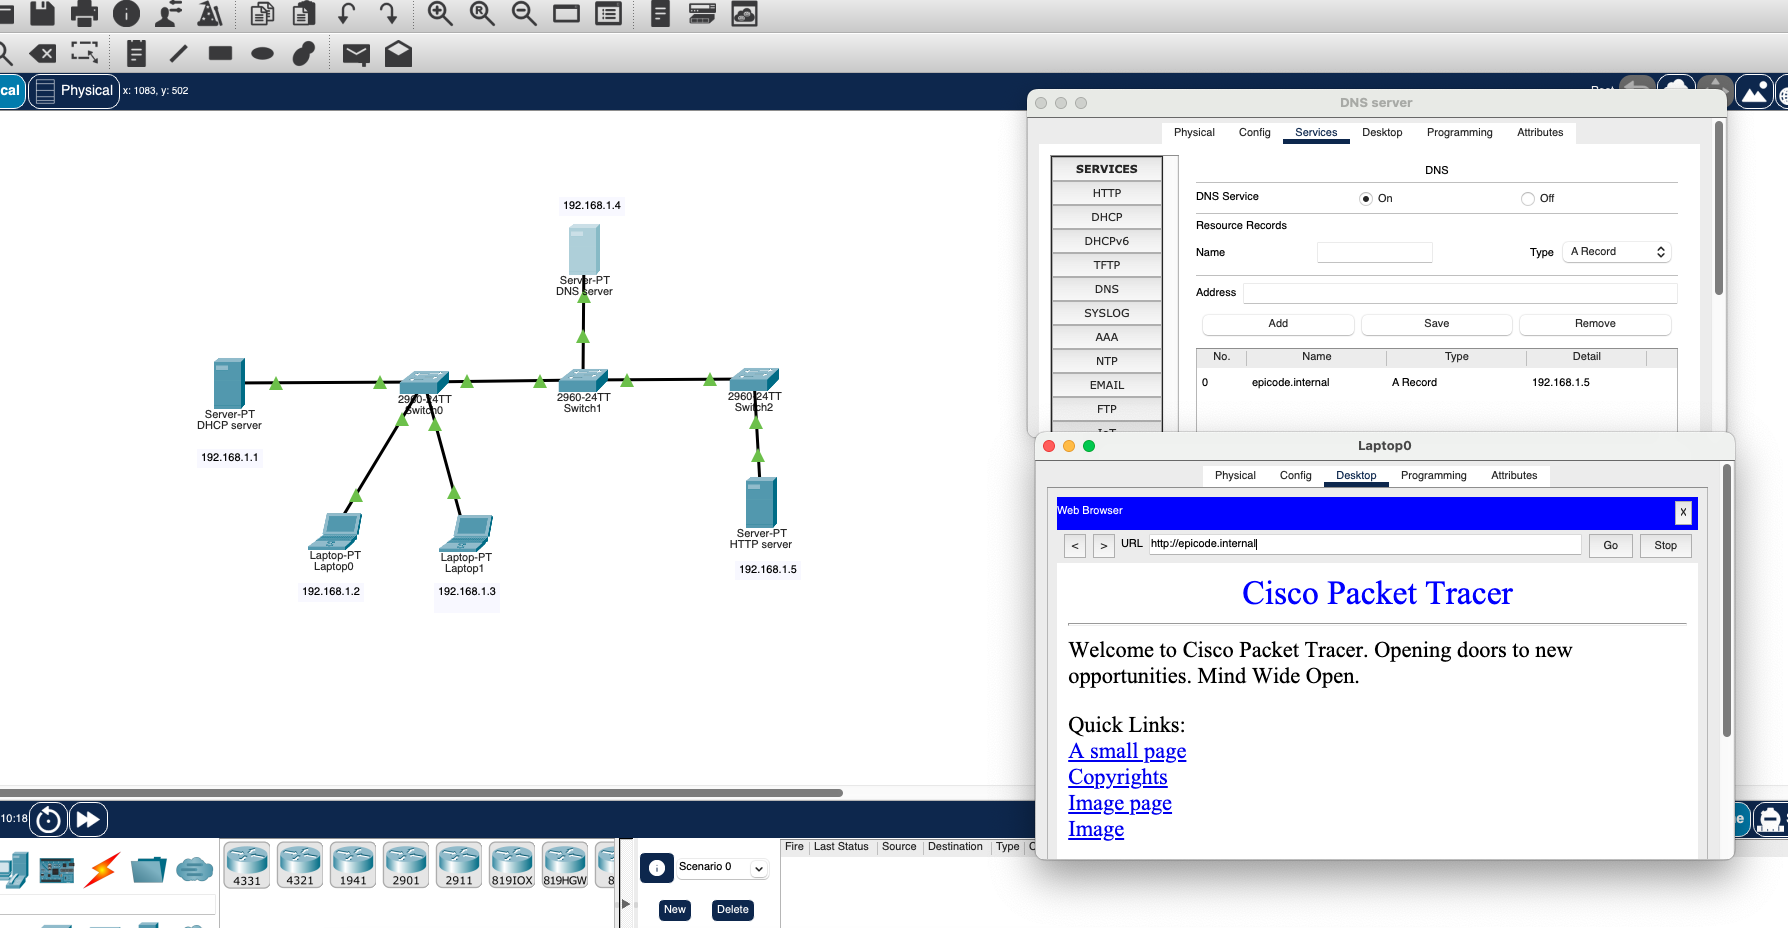 cal
Physical
x: 1083, y: 502
DNS server
Physical
Config
Services
Desktop
Programming
Attributes
SERVICES
HTTP
DHCP
DHCPv6
TFTP
DNS
SYSLOG
AAA
NTP
EMAIL
FTP
DNS
DNS Service
On
Off
Resource Records
Name
Type
A Record
Address
Add
Save
Remove
No.
Name
Type
Detail
0
epicode.internal
A Record
192.168.1.5
192.168.1.4
Server-PT
DNS server
Server-PT
DHCP server
192.168.1.1
2960-24TT
Switch0
2960-24TT
Switch1
2960-24TT
Switch2
Laptop-PT
Laptop0
192.168.1.2
Laptop-PT
Laptop1
192.168.1.3
Server-PT
HTTP server
192.168.1.5
Laptop0
Physical
Config
Desktop
Programming
Attributes
Web Browser
X
<
>
URL
http://epicode.internal
Go
Stop
Cisco Packet Tracer
Welcome to Cisco Packet Tracer. Opening doors to new
opportunities. Mind Wide Open.
Quick Links:
A small page
Copyrights
Image page
Image
10:18
4331
4321
1941
2901
2911
819IOX
819HGW
8
Scenario 0
New
Delete
Fire
Last Status
Source
Destination
Type